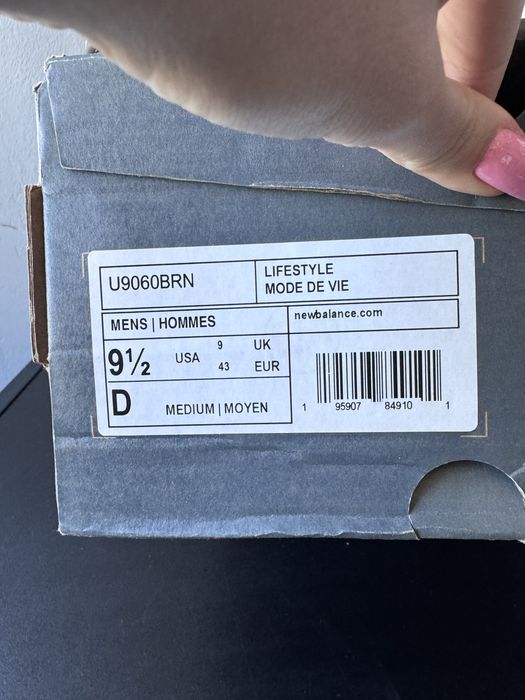 U9060BRN
LIFESTYLE
MODE DE VIE
MENS | HOMMES
newbalance.com
9½ USA 9 UK
43 EUR
D MEDIUM | MOYEN
1 95907 84910 1